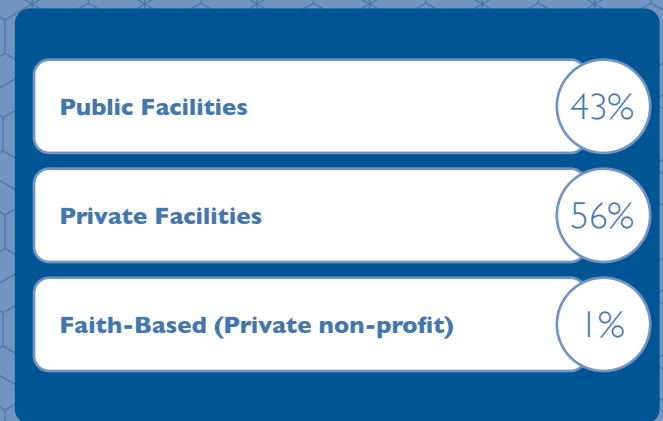 Public Facilities 43%
Private Facilities 56%
Faith-Based (Private non-profit) 1%